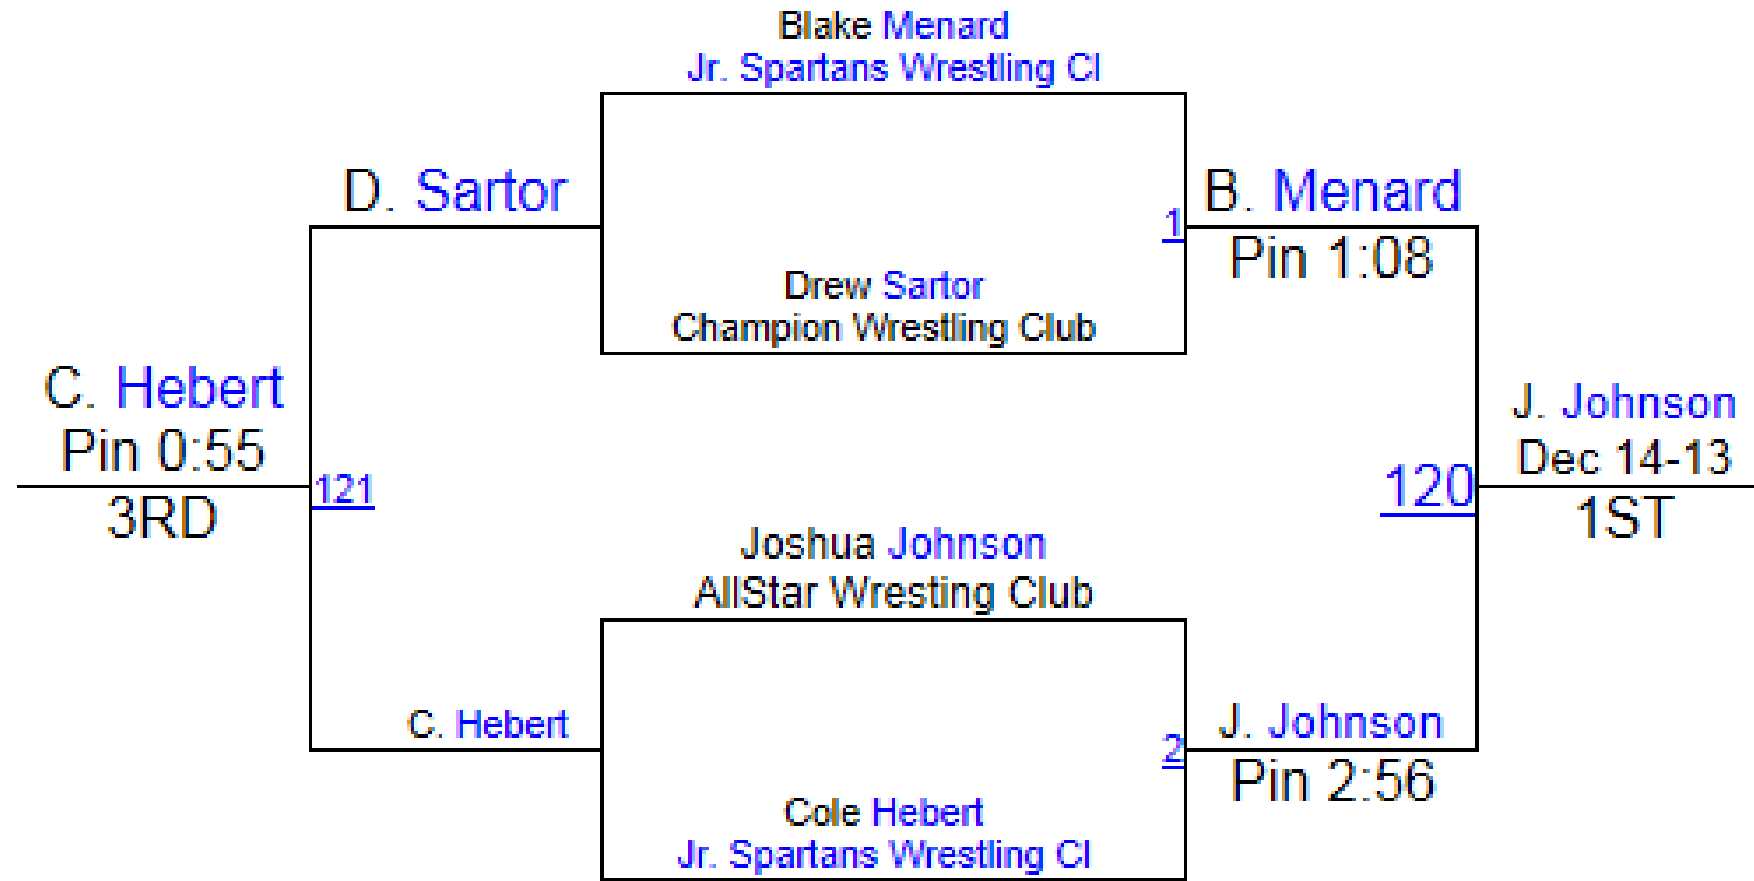 Blake Menard
Jr. Spartans Wrestling Cl
D. Sartor
1
B. Menard
Pin 1:08
Drew Sartor
Champion Wrestling Club
C. Hebert
Pin 0:55
121
3RD
J. Johnson
Dec 14-13
120
1ST
Joshua Johnson
AllStar Wresting Club
C. Hebert
2
J. Johnson
Pin 2:56
Cole Hebert
Jr. Spartans Wrestling Cl